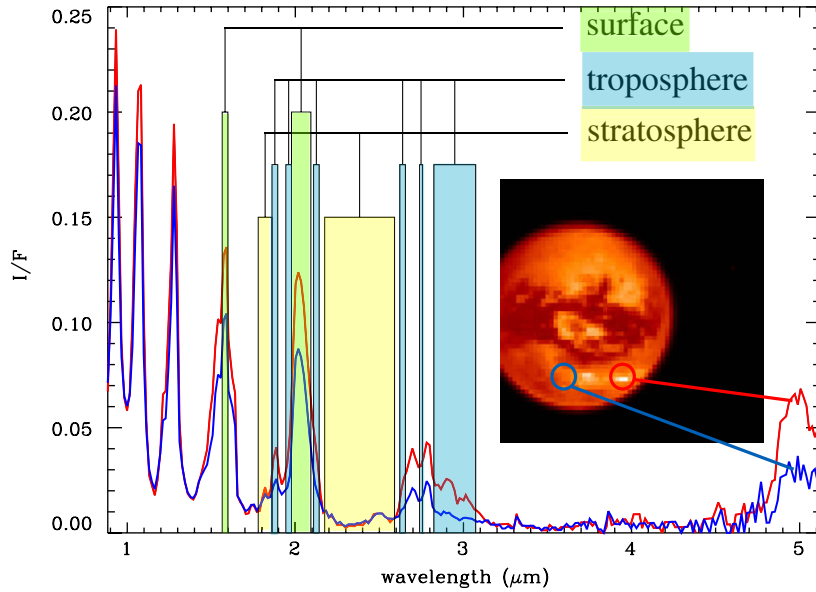 surface
troposphere
stratosphere
0.25
0.20
0.15
0.10
0.05
0.00
I/F
1 2 3 4 5
wavelength (μm)